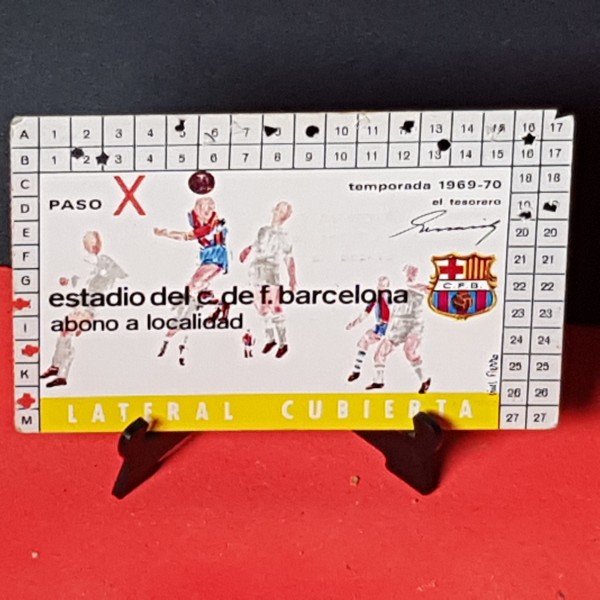 A 1 2 3 4 5 6 7 8 10 11 13 14 15 16 17
B 1 2 3 4 5 6 7 8 9 10 11 12 13 14 15 16 17
C 18 18
D 19
E 20 20
F 21 21
G 22 22
I 23 23
24 24
K 25 25
26 26
M 27 27
PASO X
temporada 1969-70
el tesorero
C.F.B.
estadio del c. de f. barcelona
abono a localidad
LATERAL CUBIERTA